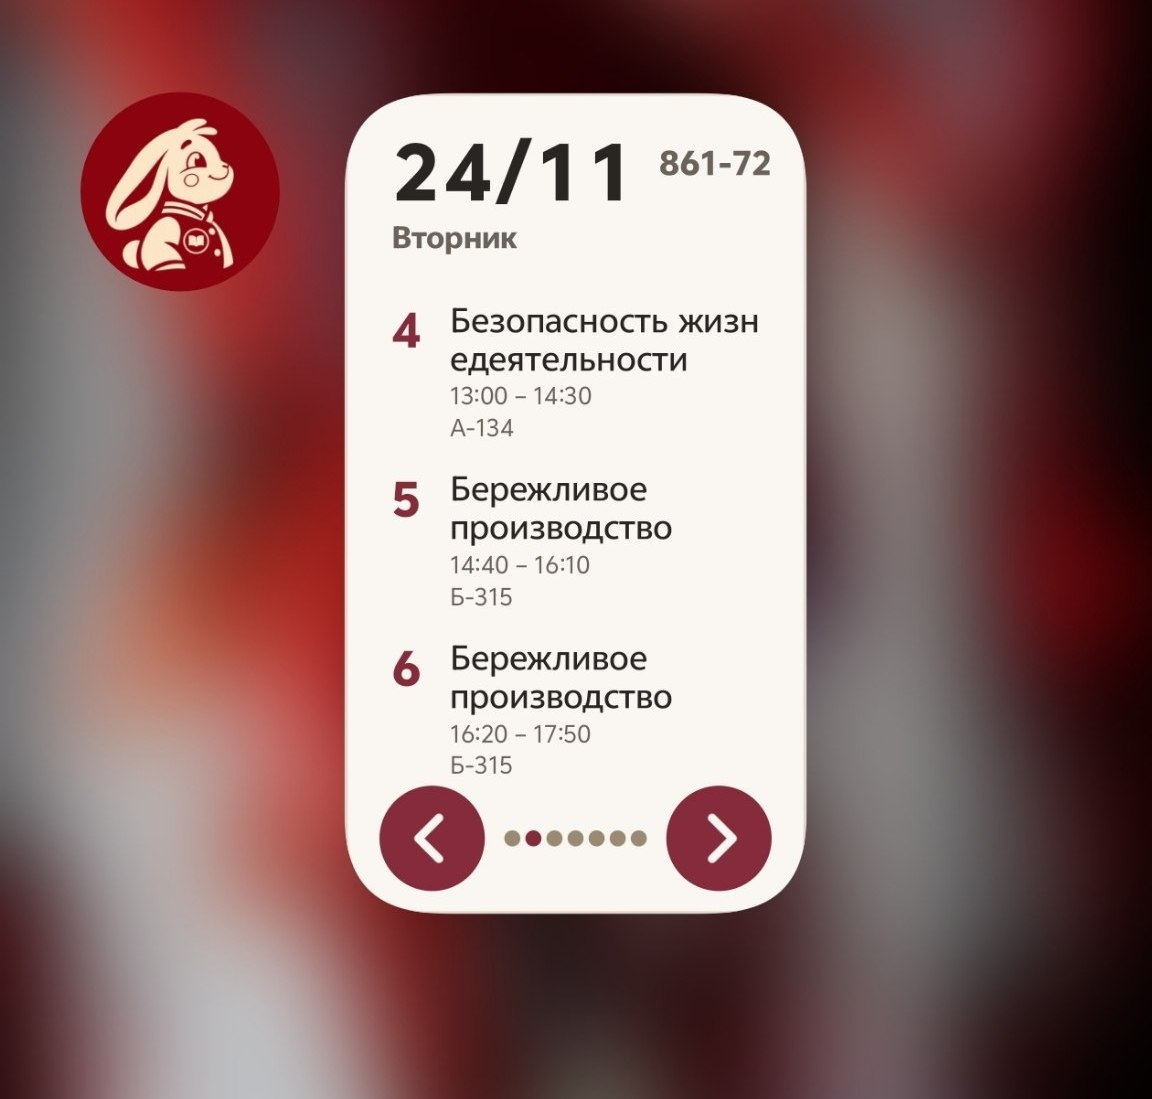 24/11 861-72
Вторник
4 Безопасность жизн
едеятельности
13:00 – 14:30
А-134
5 Бережливое
производство
14:40 – 16:10
Б-315
6 Бережливое
производство
16:20 – 17:50
Б-315